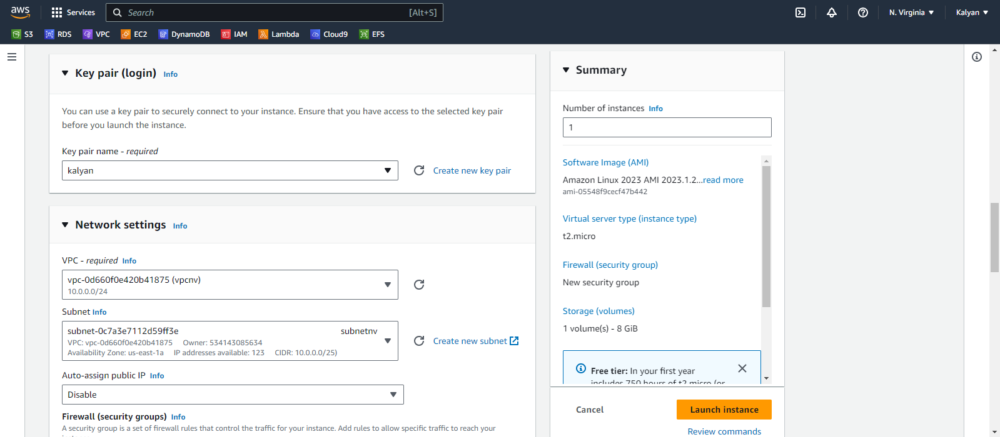 aws
Services
Search
[Alt+S]
N. Virginia
Kalyan
S3
RDS
VPC
EC2
DynamoDB
IAM
Lambda
Cloud9
EFS
Key pair (login) Info
You can use a key pair to securely connect to your instance. Ensure that you have access to the selected key pair
before you launch the instance.
Key pair name - required
kalyan
Create new key pair
Network settings Info
VPC - required Info
vpc-0d660f0e420b41875 (vpcnv)
10.0.0.0/24
Subnet Info
subnet-0c7a3e7112d59ff3e subnetnv
VPC: vpc-0d660f0e420b41875 Owner: 534143085634
Availability Zone: us-east-1a IP addresses available: 123 CIDR: 10.0.0.0/25)
Create new subnet
Auto-assign public IP Info
Disable
Firewall (security groups) Info
A security group is a set of firewall rules that control the traffic for your instance. Add rules to allow specific traffic to reach your
Summary
Number of instances Info
1
Software Image (AMI)
Amazon Linux 2023 AMI 2023.1.2...read more
ami-05548f9cecf47b442
Virtual server type (instance type)
t2.micro
Firewall (security group)
New security group
Storage (volumes)
1 volume(s) - 8 GiB
Free tier: In your first year
includes 750 hours of t2.micro (or
Cancel
Launch instance
Review commands